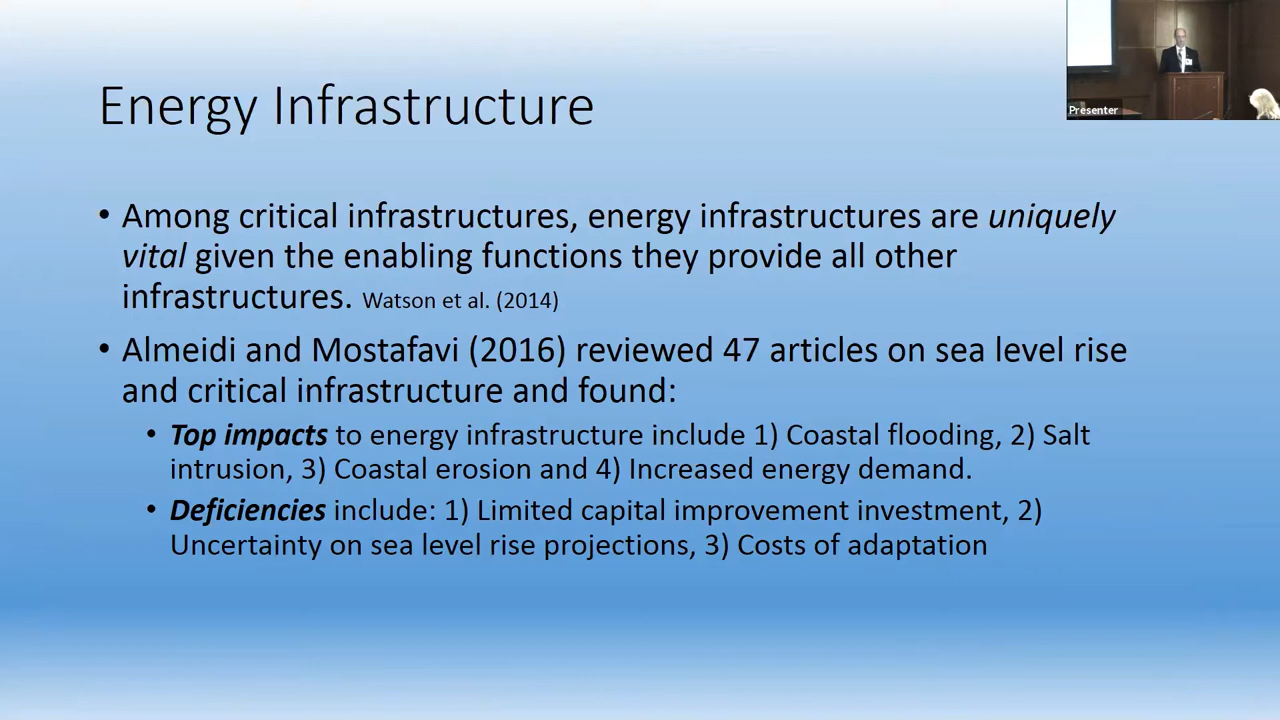 Presenter
Energy Infrastructure
• Among critical infrastructures, energy infrastructures are uniquely
vital given the enabling functions they provide all other
infrastructures. Watson et al. (2014)
• Almeidi and Mostafavi (2016) reviewed 47 articles on sea level rise
and critical infrastructure and found:
• Top impacts to energy infrastructure include 1) Coastal flooding, 2) Salt
intrusion, 3) Coastal erosion and 4) Increased energy demand.
• Deficiencies include: 1) Limited capital improvement investment, 2)
Uncertainty on sea level rise projections, 3) Costs of adaptation